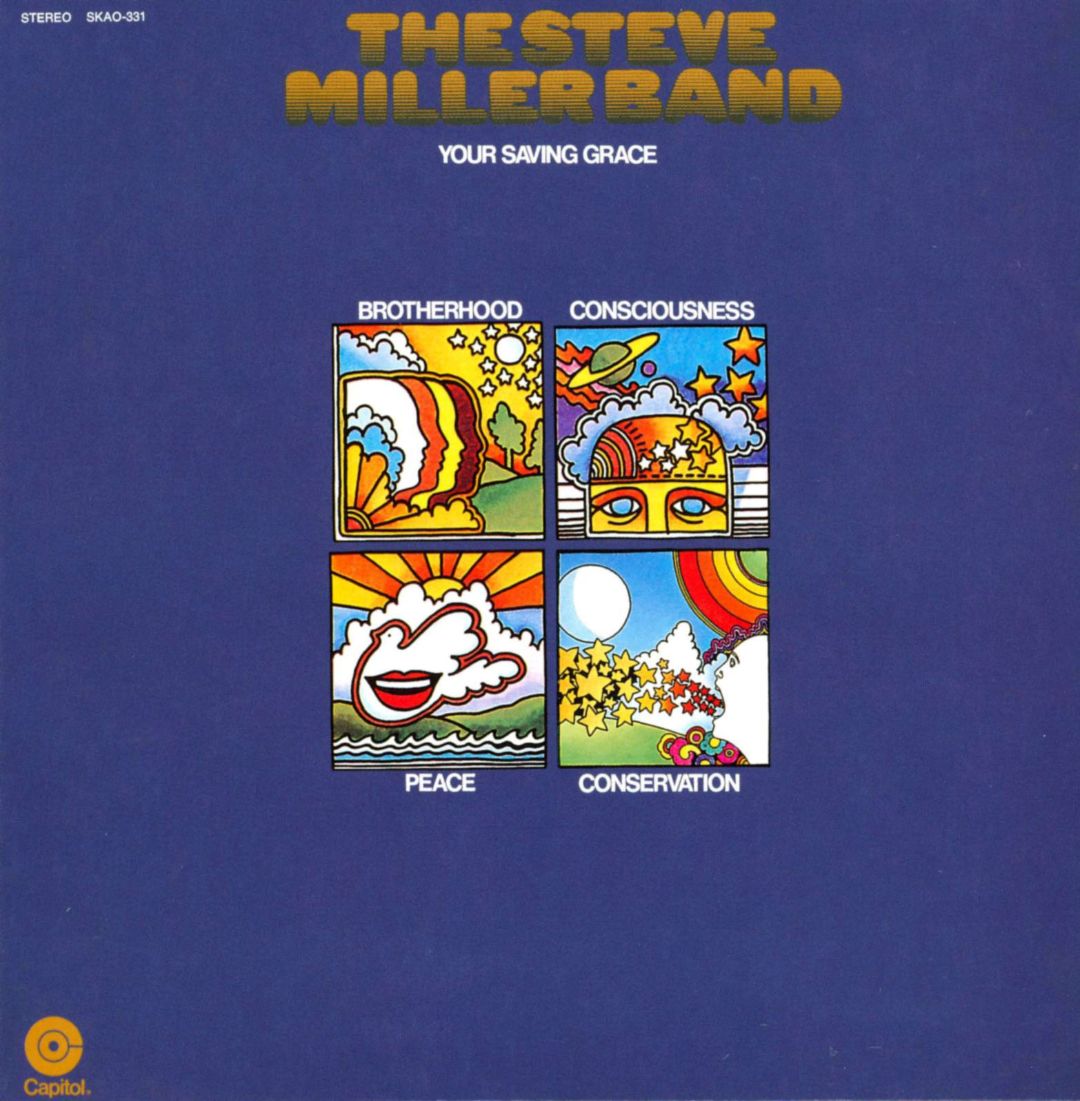 STEREO SKAO-331
THE STEVE
MILLER BAND
YOUR SAVING GRACE
BROTHERHOOD CONSCIOUSNESS
PEACE CONSERVATION
Capitol